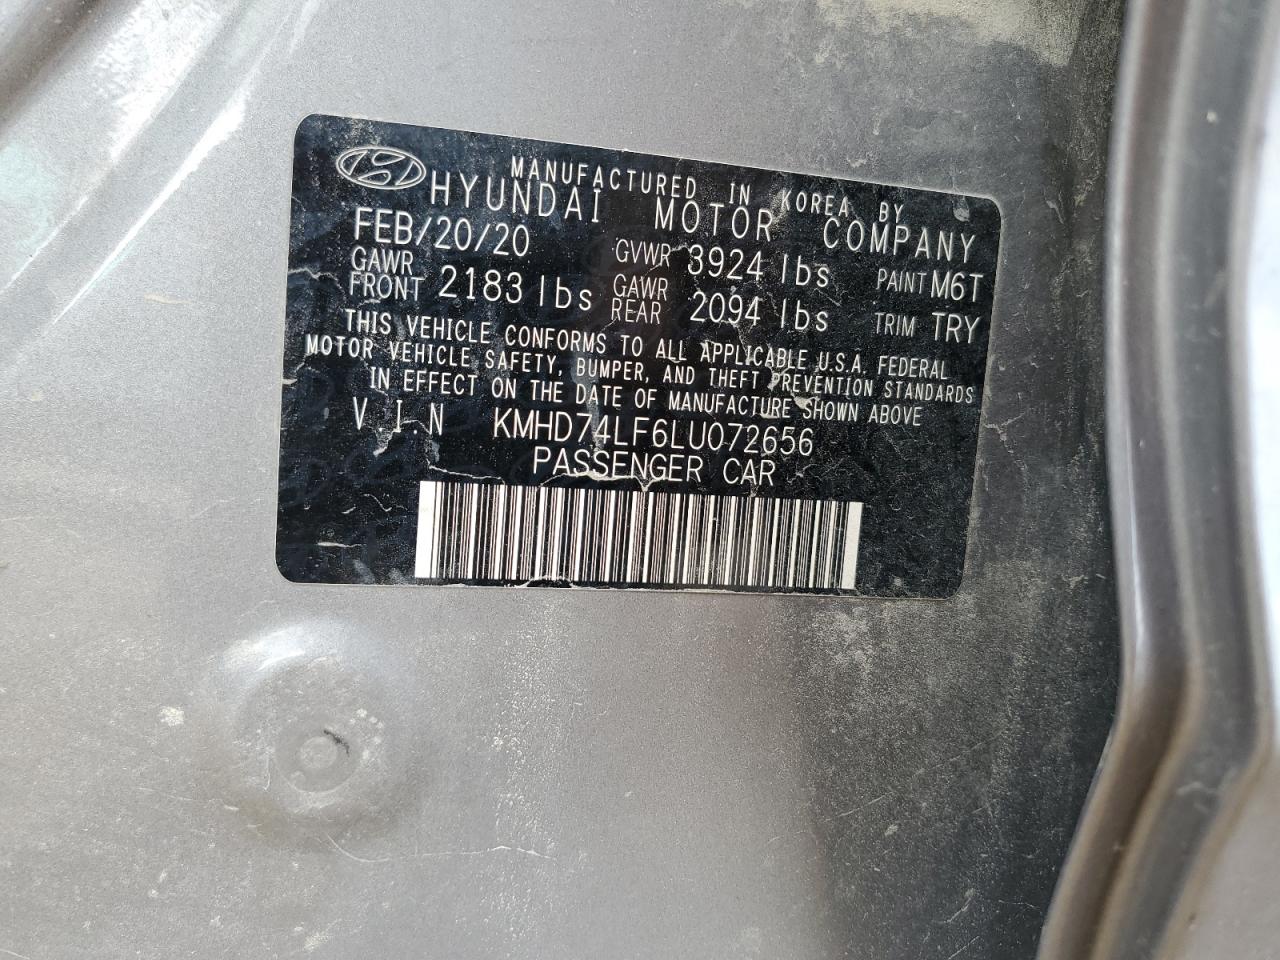 MANUFACTURED IN KOREA BY
HYUNDAI MOTOR COMPANY
FEB/20/20 GVWR 3924 lbs PAINT M6T
GAWR FRONT 2183 lbs GAWR REAR 2094 lbs TRIM TRY
THIS VEHICLE CONFORMS TO ALL APPLICABLE U.S.A. FEDERAL
MOTOR VEHICLE SAFETY, BUMPER, AND THEFT PREVENTION STANDARDS
IN EFFECT ON THE DATE OF MANUFACTURE SHOWN ABOVE
V.I.N KMHD74LF6LU072656
PASSENGER CAR